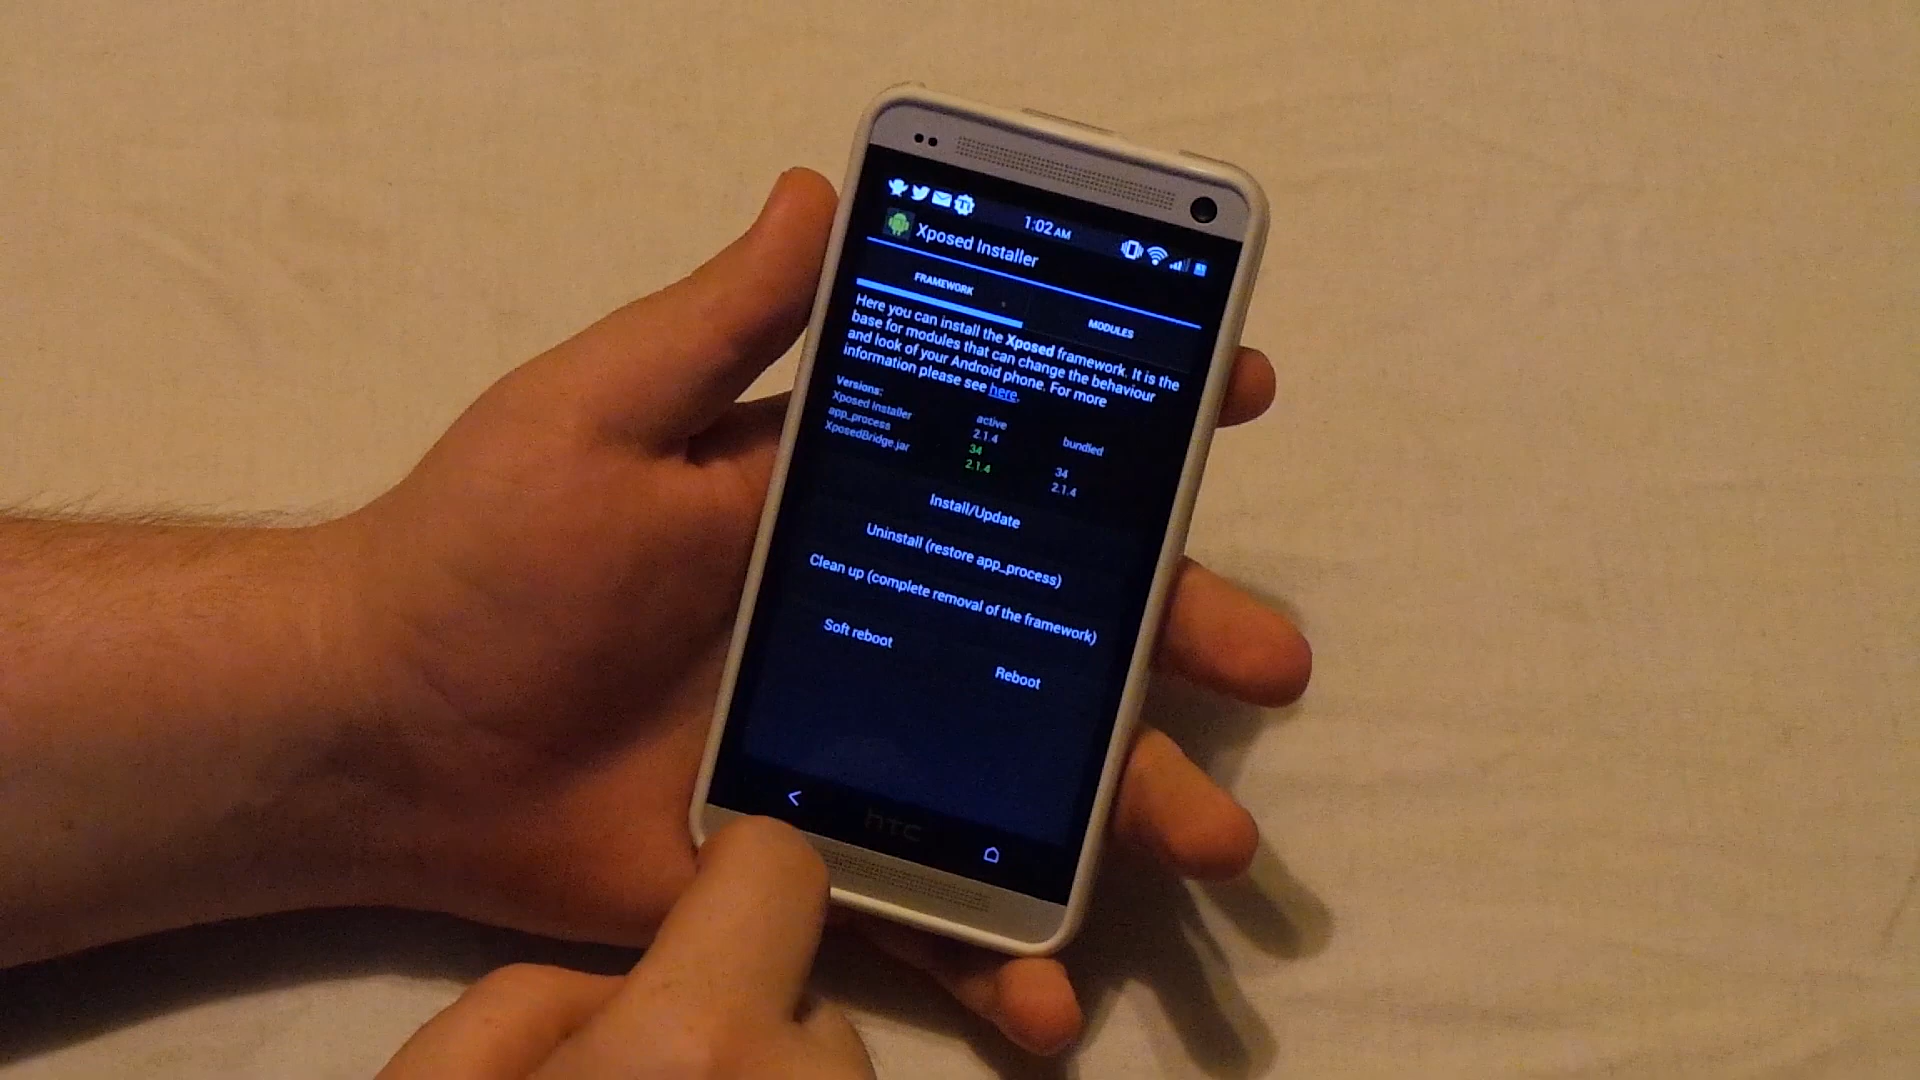 1:02 AM
Xposed Installer
FRAMEWORK
MODULES
Here you can install the Xposed framework. It is the
base for modules that can change the behaviour
and look of your Android phone. For more
information please see here.
Versions:
active
bundled
Xposed Installer
2.1.4
app_process
34
34
XposedBridge.jar
2.1.4
2.1.4
Install/Update
Uninstall (restore app_process)
Clean up (complete removal of the framework)
Soft reboot
Reboot
hTC